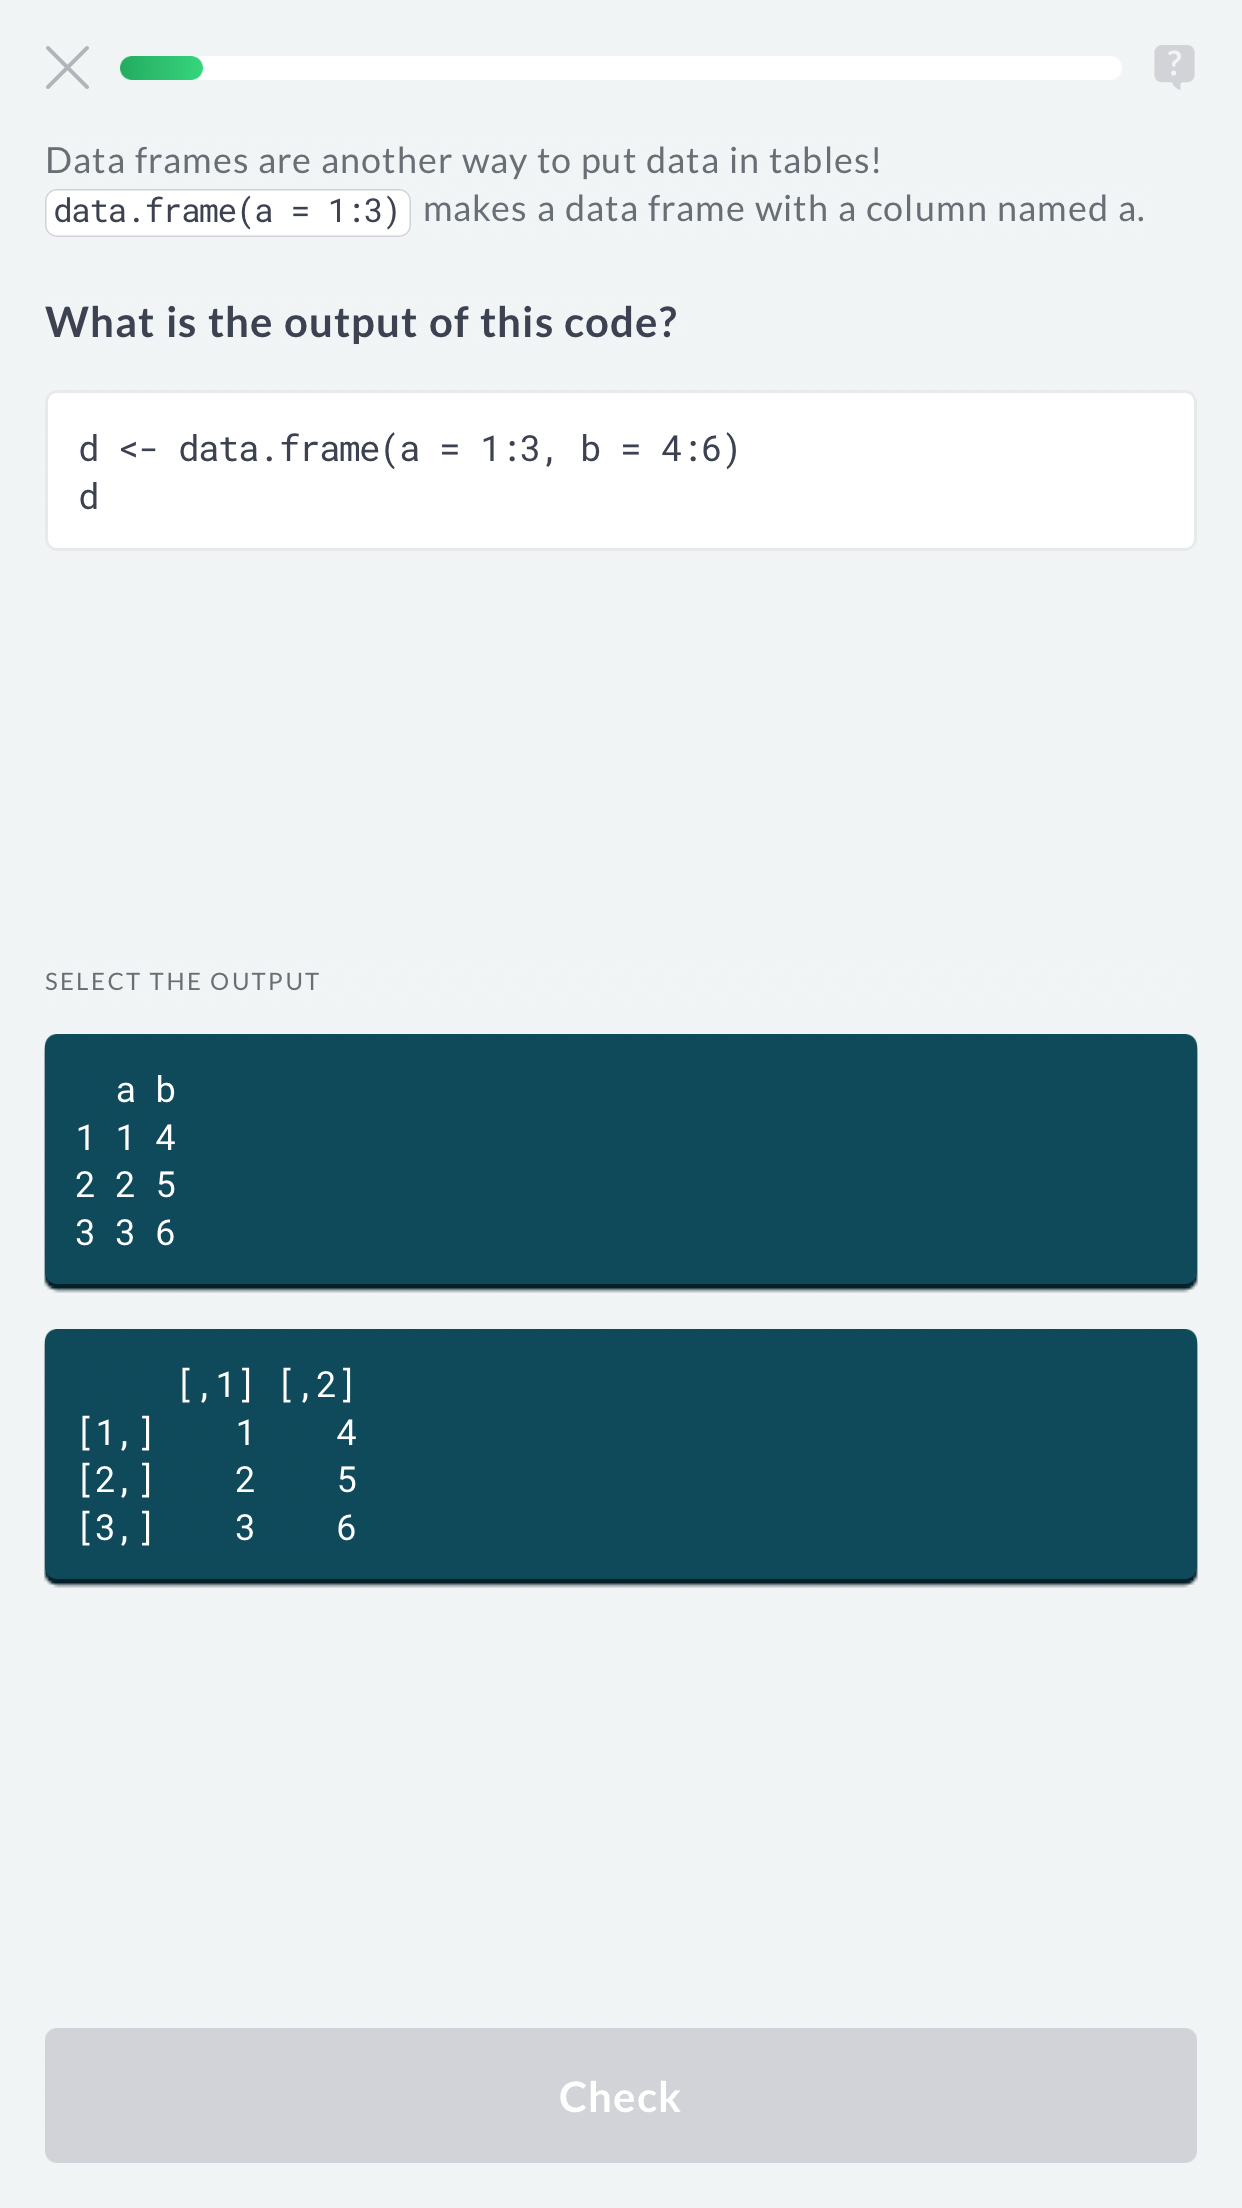 ?
Data frames are another way to put data in tables!
data.frame(a = 1:3) makes a data frame with a column named a.
What is the output of this code?
d <- data.frame(a = 1:3, b = 4:6)
d
SELECT THE OUTPUT
  a b
1 1 4
2 2 5
3 3 6
     [,1] [,2]
[1,]    1    4
[2,]    2    5
[3,]    3    6
Check